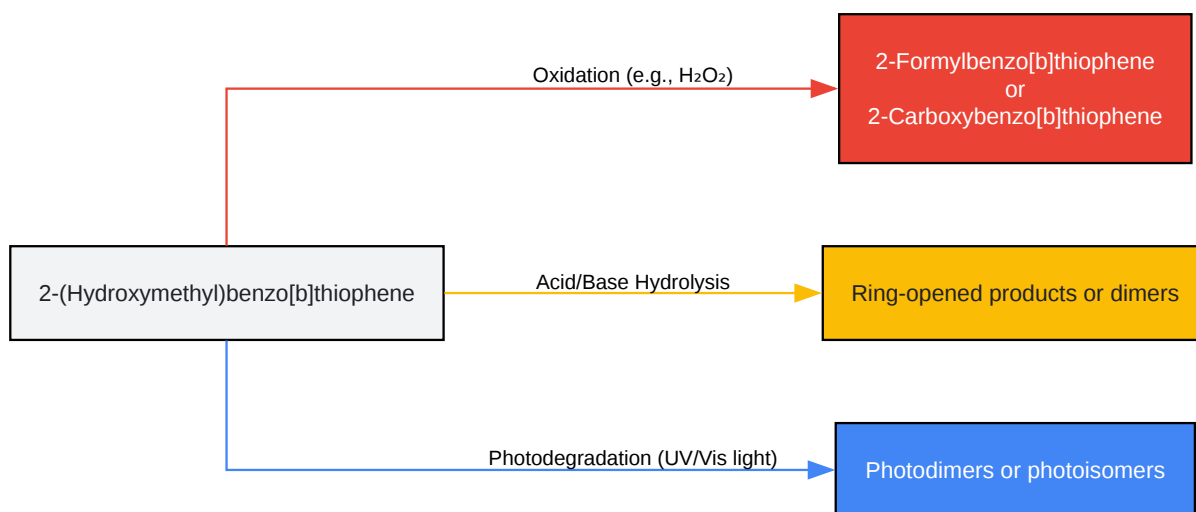 Oxidation (e.g., H₂O₂)
2-Formylbenzo[b]thiophene
or
2-Carboxybenzo[b]thiophene
2-(Hydroxymethyl)benzo[b]thiophene
Acid/Base Hydrolysis
Ring-opened products or dimers
Photodegradation (UV/Vis light)
Photodimers or photoisomers